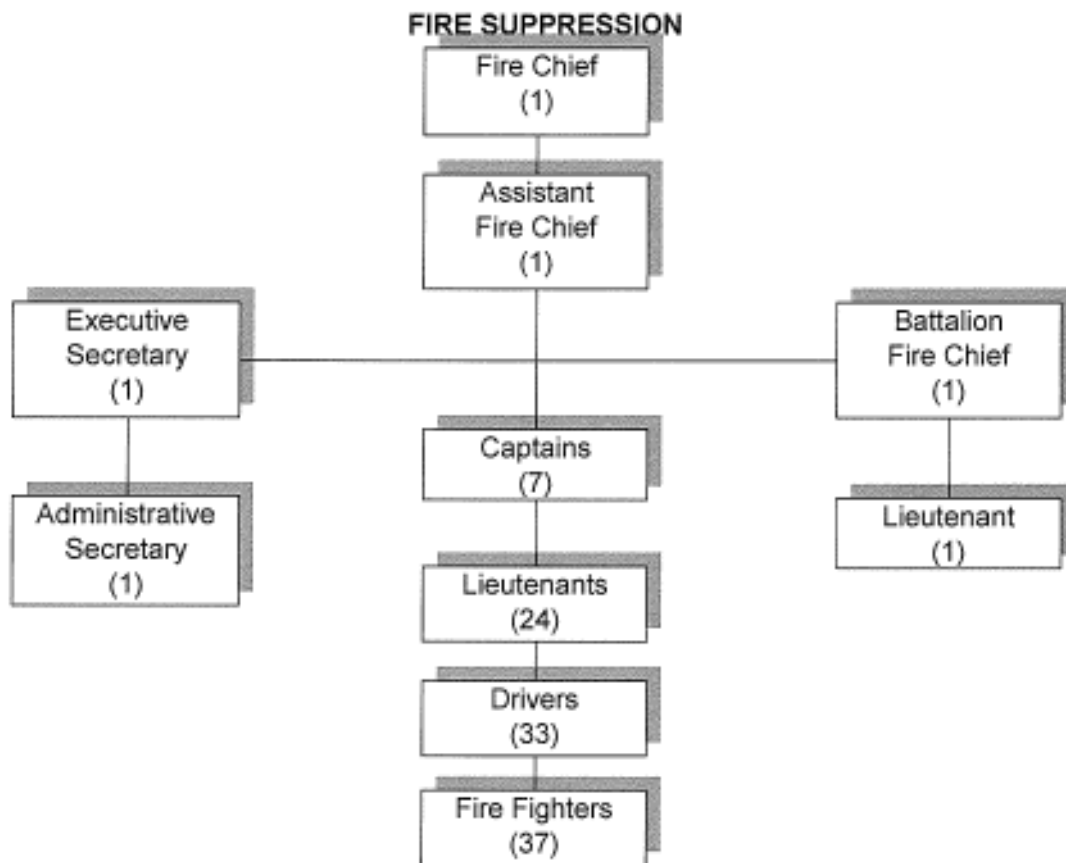 FIRE SUPPRESSION
Fire Chief
(1)
Assistant
Fire Chief
(1)
Executive
Secretary
(1)
Battalion
Fire Chief
(1)
Captains
(7)
Administrative
Secretary
(1)
Lieutenant
(1)
Lieutenants
(24)
Drivers
(33)
Fire Fighters
(37)